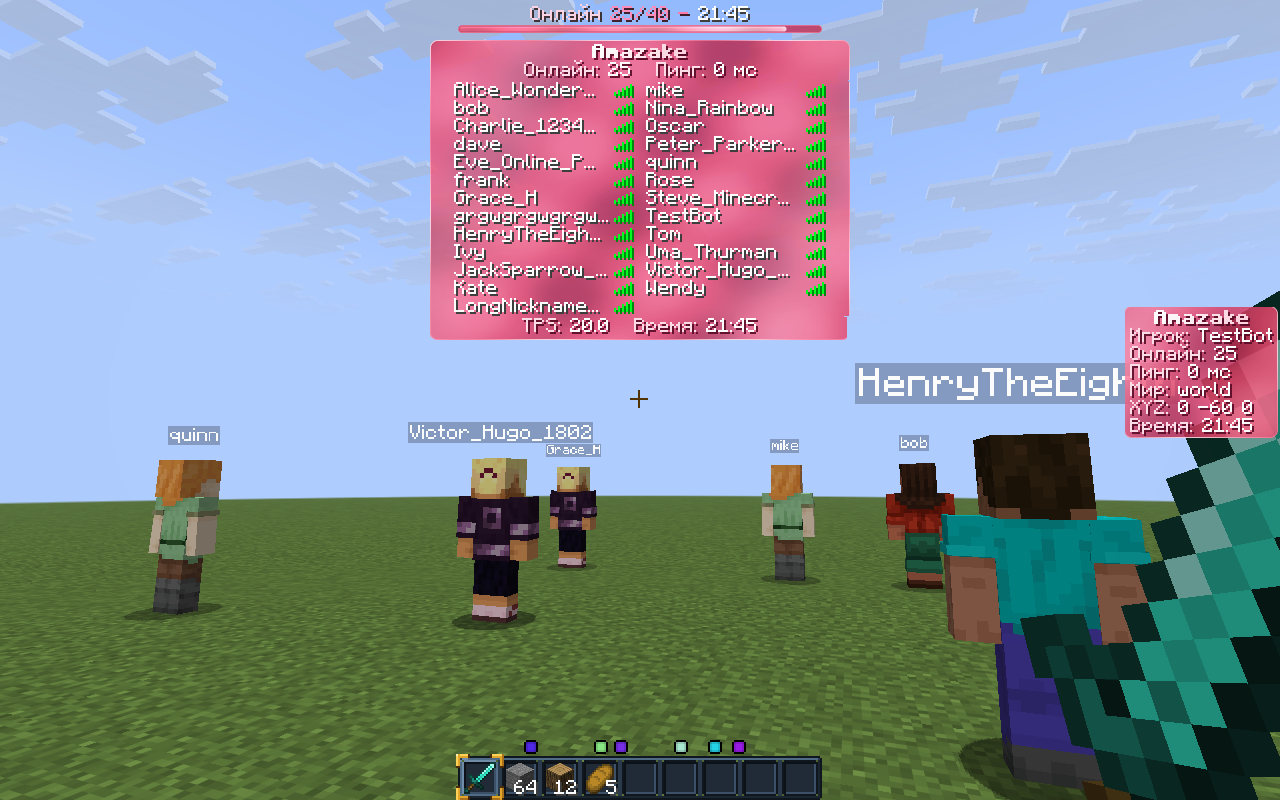 Онлайн 25/40 - 21:45
Amazake
Онлайн: 25 Пинг: 0 мс
Alice_Wonder... mike
bob Nina_Rainbow
Charlie_1234... Oscar
dave Peter_Parker...
Eve_Online_P... quinn
frank Rose
Grace_H Steve_Minecr...
grgwgrgwgrgw... TestBot
HenryTheEigh... Tom
Ivy Uma_Thurman
JackSparrow_... Victor_Hugo_...
Kate Wendy
LongNickname...
TPS: 20.0 Время: 21:45
Amazake
Игрок: TestBot
Онлайн: 25
Пинг: 0 мс
Мир: world
XYZ: 0 -60 0
Время: 21:45
HenryTheEigh
quinn
Victor_Hugo_1802
Grace_H
mike
bob
64 12 5